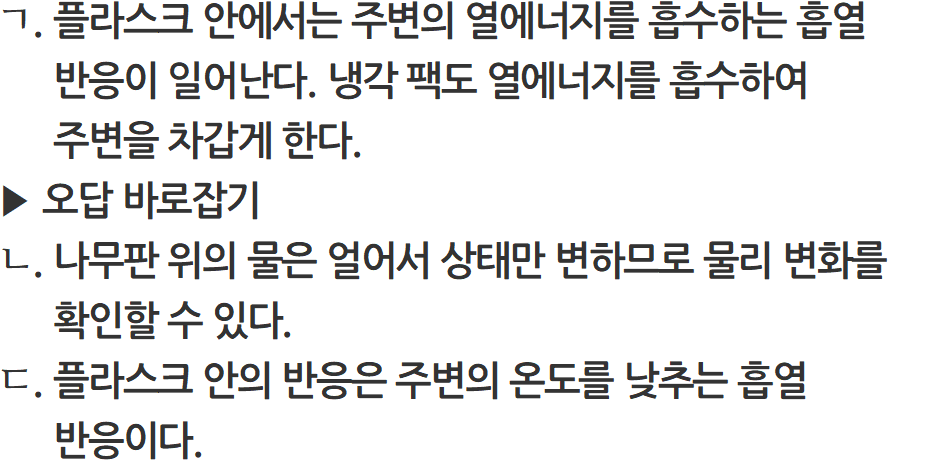 ㄱ. 플라스크 안에서는 주변의 열에너지를 흡수하는 흡열
반응이 일어난다. 냉각 팩도 열에너지를 흡수하여
주변을 차갑게 한다.
▶ 오답 바로잡기
ㄴ. 나무판 위의 물은 얼어서 상태만 변하므로 물리 변화를
확인할 수 있다.
ㄷ. 플라스크 안의 반응은 주변의 온도를 낮추는 흡열
반응이다.